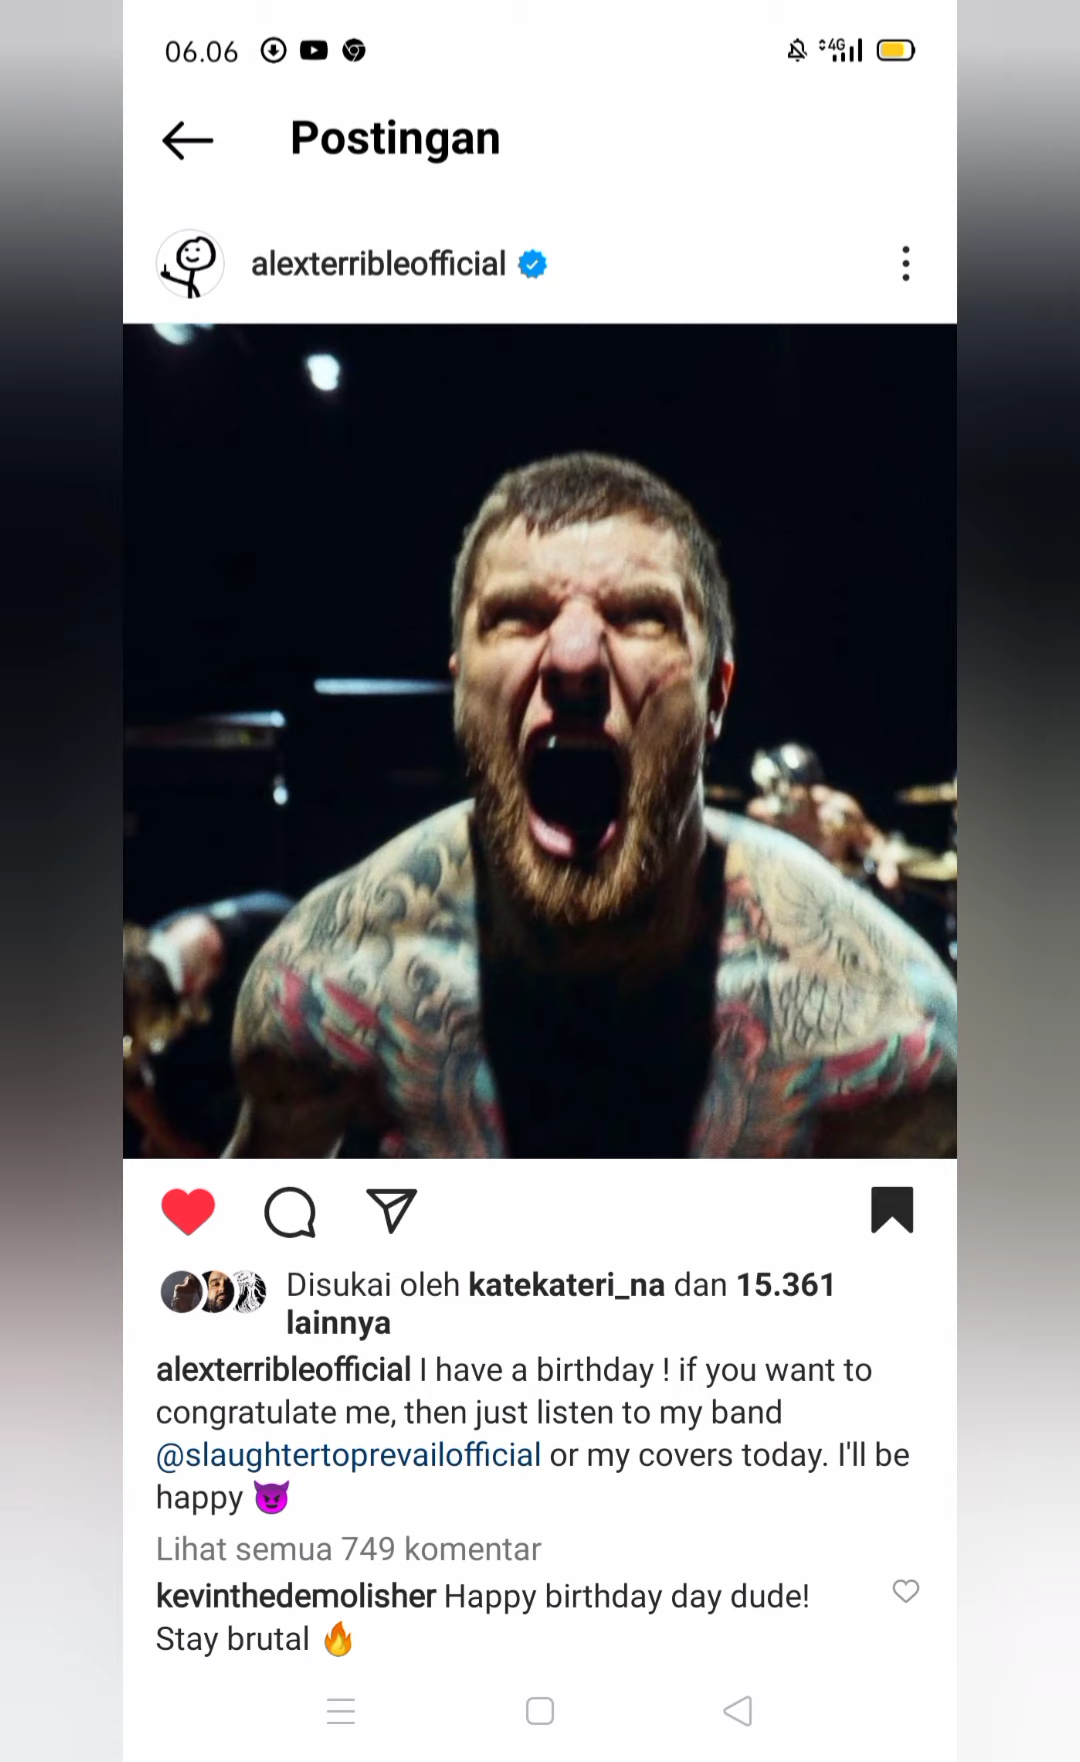 06.06
4G
Postingan
alexterribleofficial
Disukai oleh katekateri_na dan 15.361
lainnya
alexterribleofficial I have a birthday ! if you want to
congratulate me, then just listen to my band
@slaughtertoprevailofficial or my covers today. I'll be
happy 😈
Lihat semua 749 komentar
kevinthedemolisher Happy birthday day dude!
Stay brutal 🔥